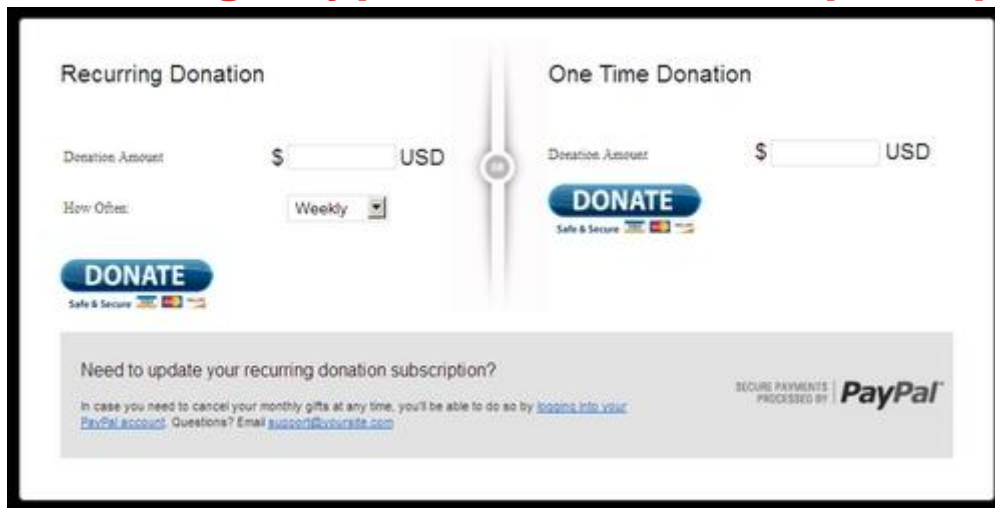 Recurring Donation
Donation Amount
$ USD
How Often:
Weekly
DONATE
Safe & Secure
One Time Donation
Donation Amount
$ USD
DONATE
Safe & Secure
Need to update your recurring donation subscription?
In case you need to cancel your monthly gifts at any time, you'll be able to do so by logging into your
PayPal account. Questions? Email support@yoursite.com
SECURE PAYMENTS
PROCESSED BY
PayPal